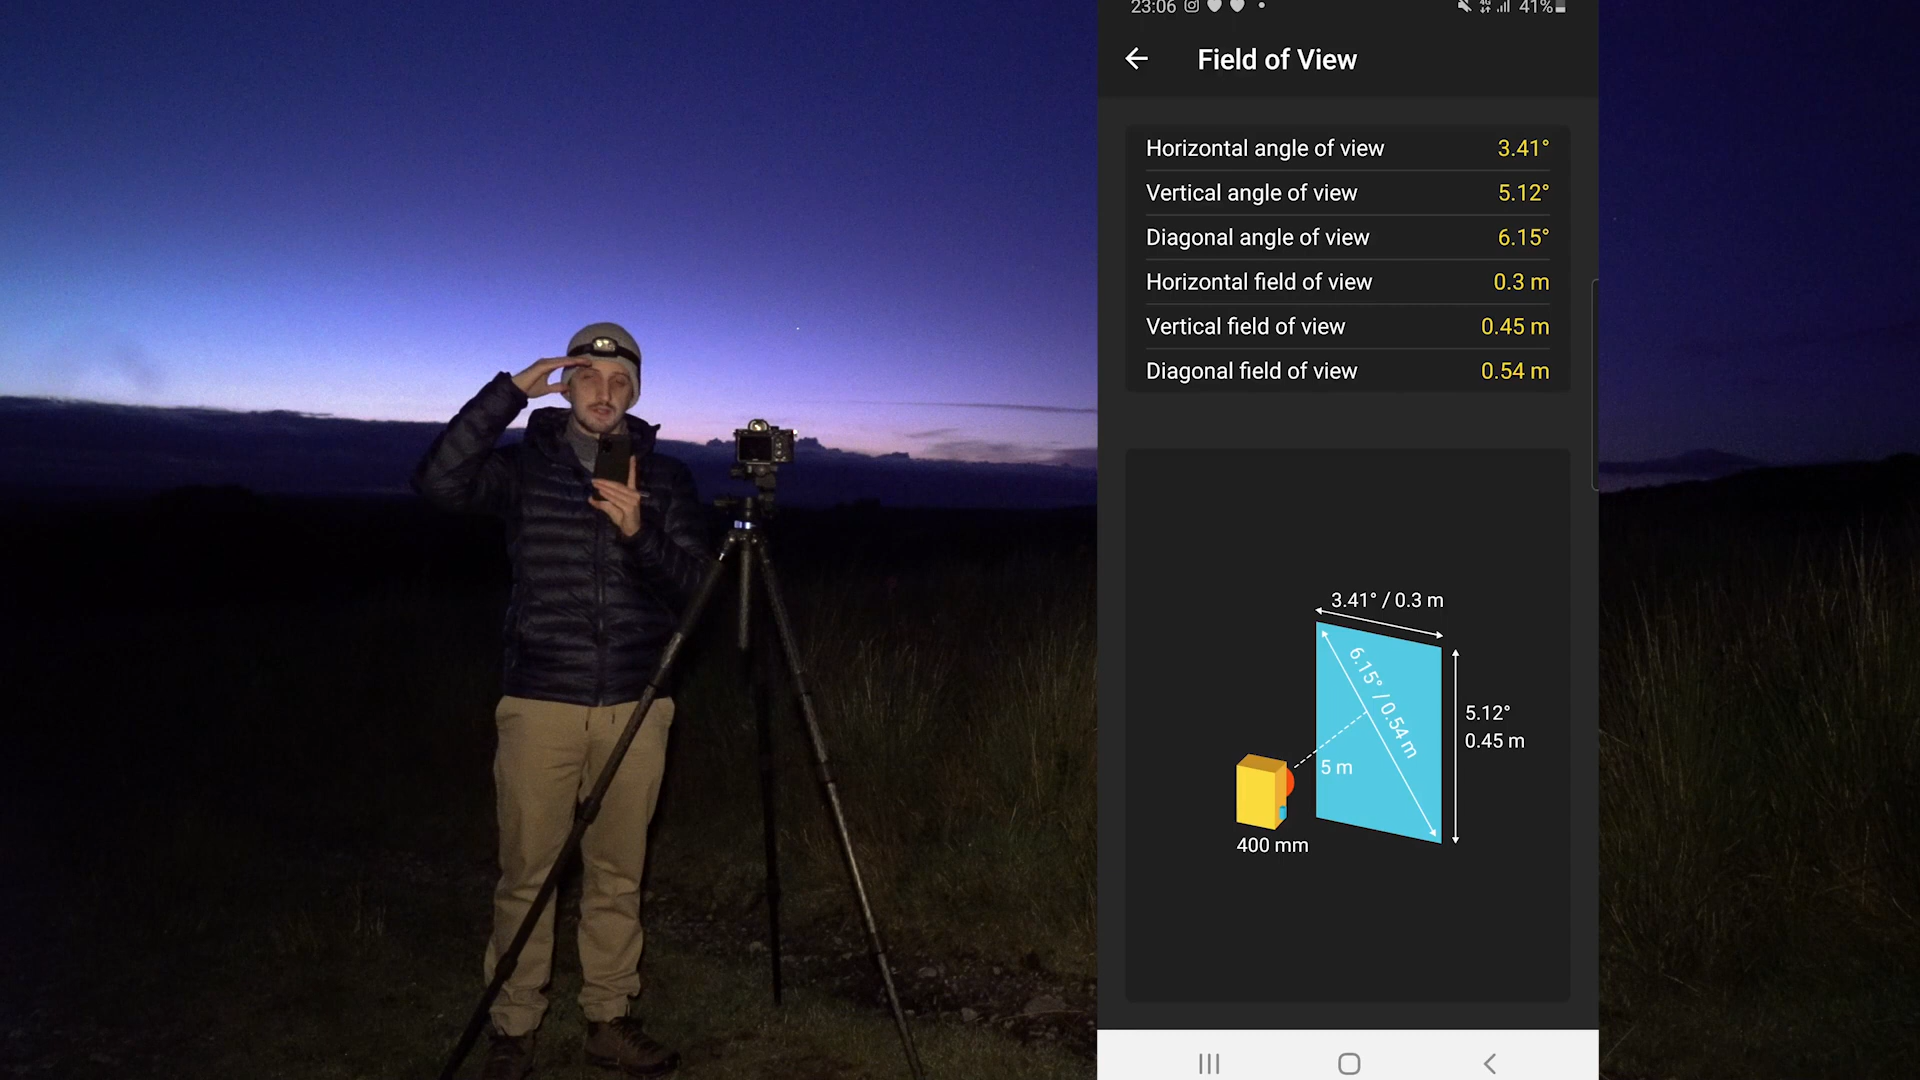 23:06
41%
Field of View
Horizontal angle of view 3.41°
Vertical angle of view 5.12°
Diagonal angle of view 6.15°
Horizontal field of view 0.3 m
Vertical field of view 0.45 m
Diagonal field of view 0.54 m
3.41° / 0.3 m
6.15° / 0.54 m
5.12°
0.45 m
5 m
400 mm